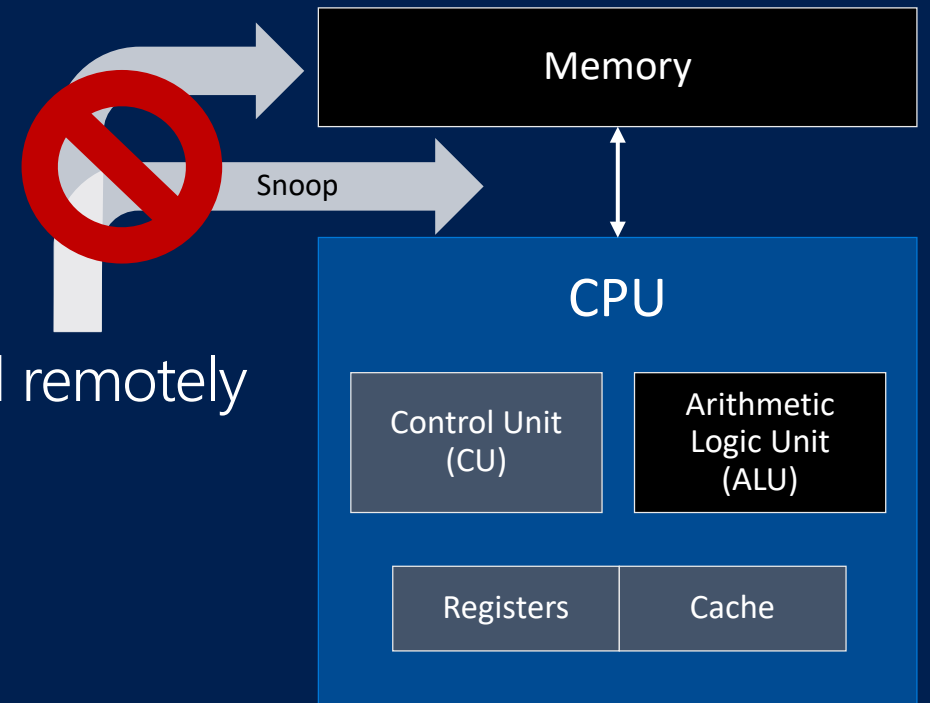 Memory
Snoop
CPU
remotely
Control Unit
(CU)
Arithmetic
Logic Unit
(ALU)
Registers
Cache